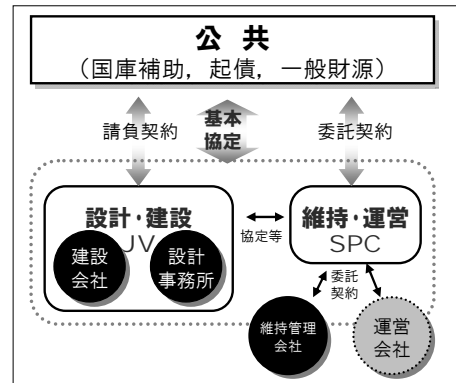 公 共
（国庫補助，起債，一般財源）
請負契約
基本
協定
委託契約
設計・建設
JV
建設
会社
設計
事務所
協定等
維持・運営
SPC
委託
契約
維持管理
会社
運営
会社